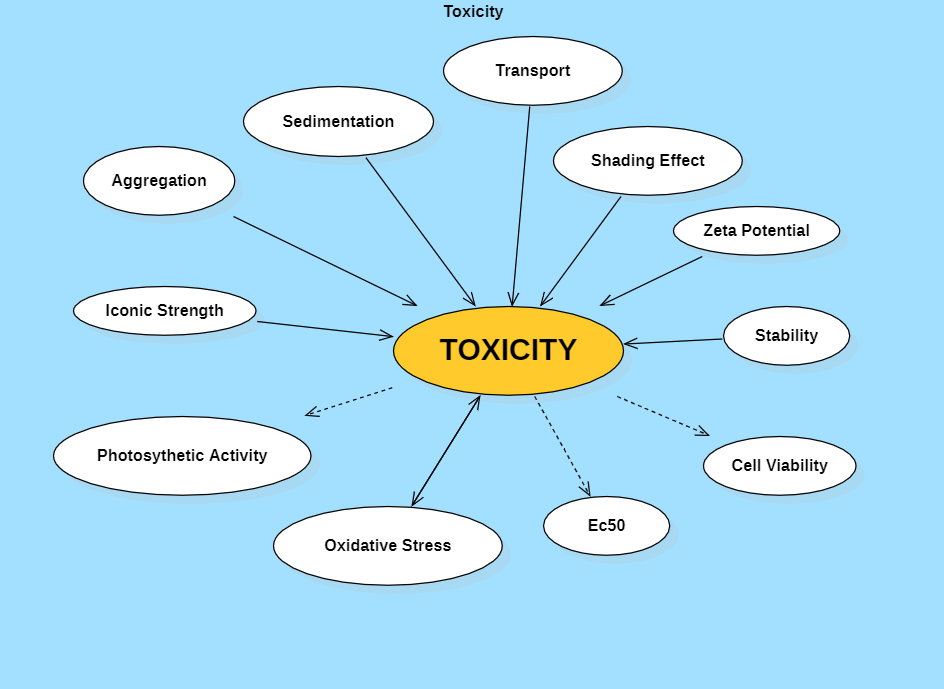 Toxicity
Transport
Sedimentation
Shading Effect
Aggregation
Zeta Potential
Iconic Strength
Stability
TOXICITY
Photosythetic Activity
Cell Viability
Ec50
Oxidative Stress